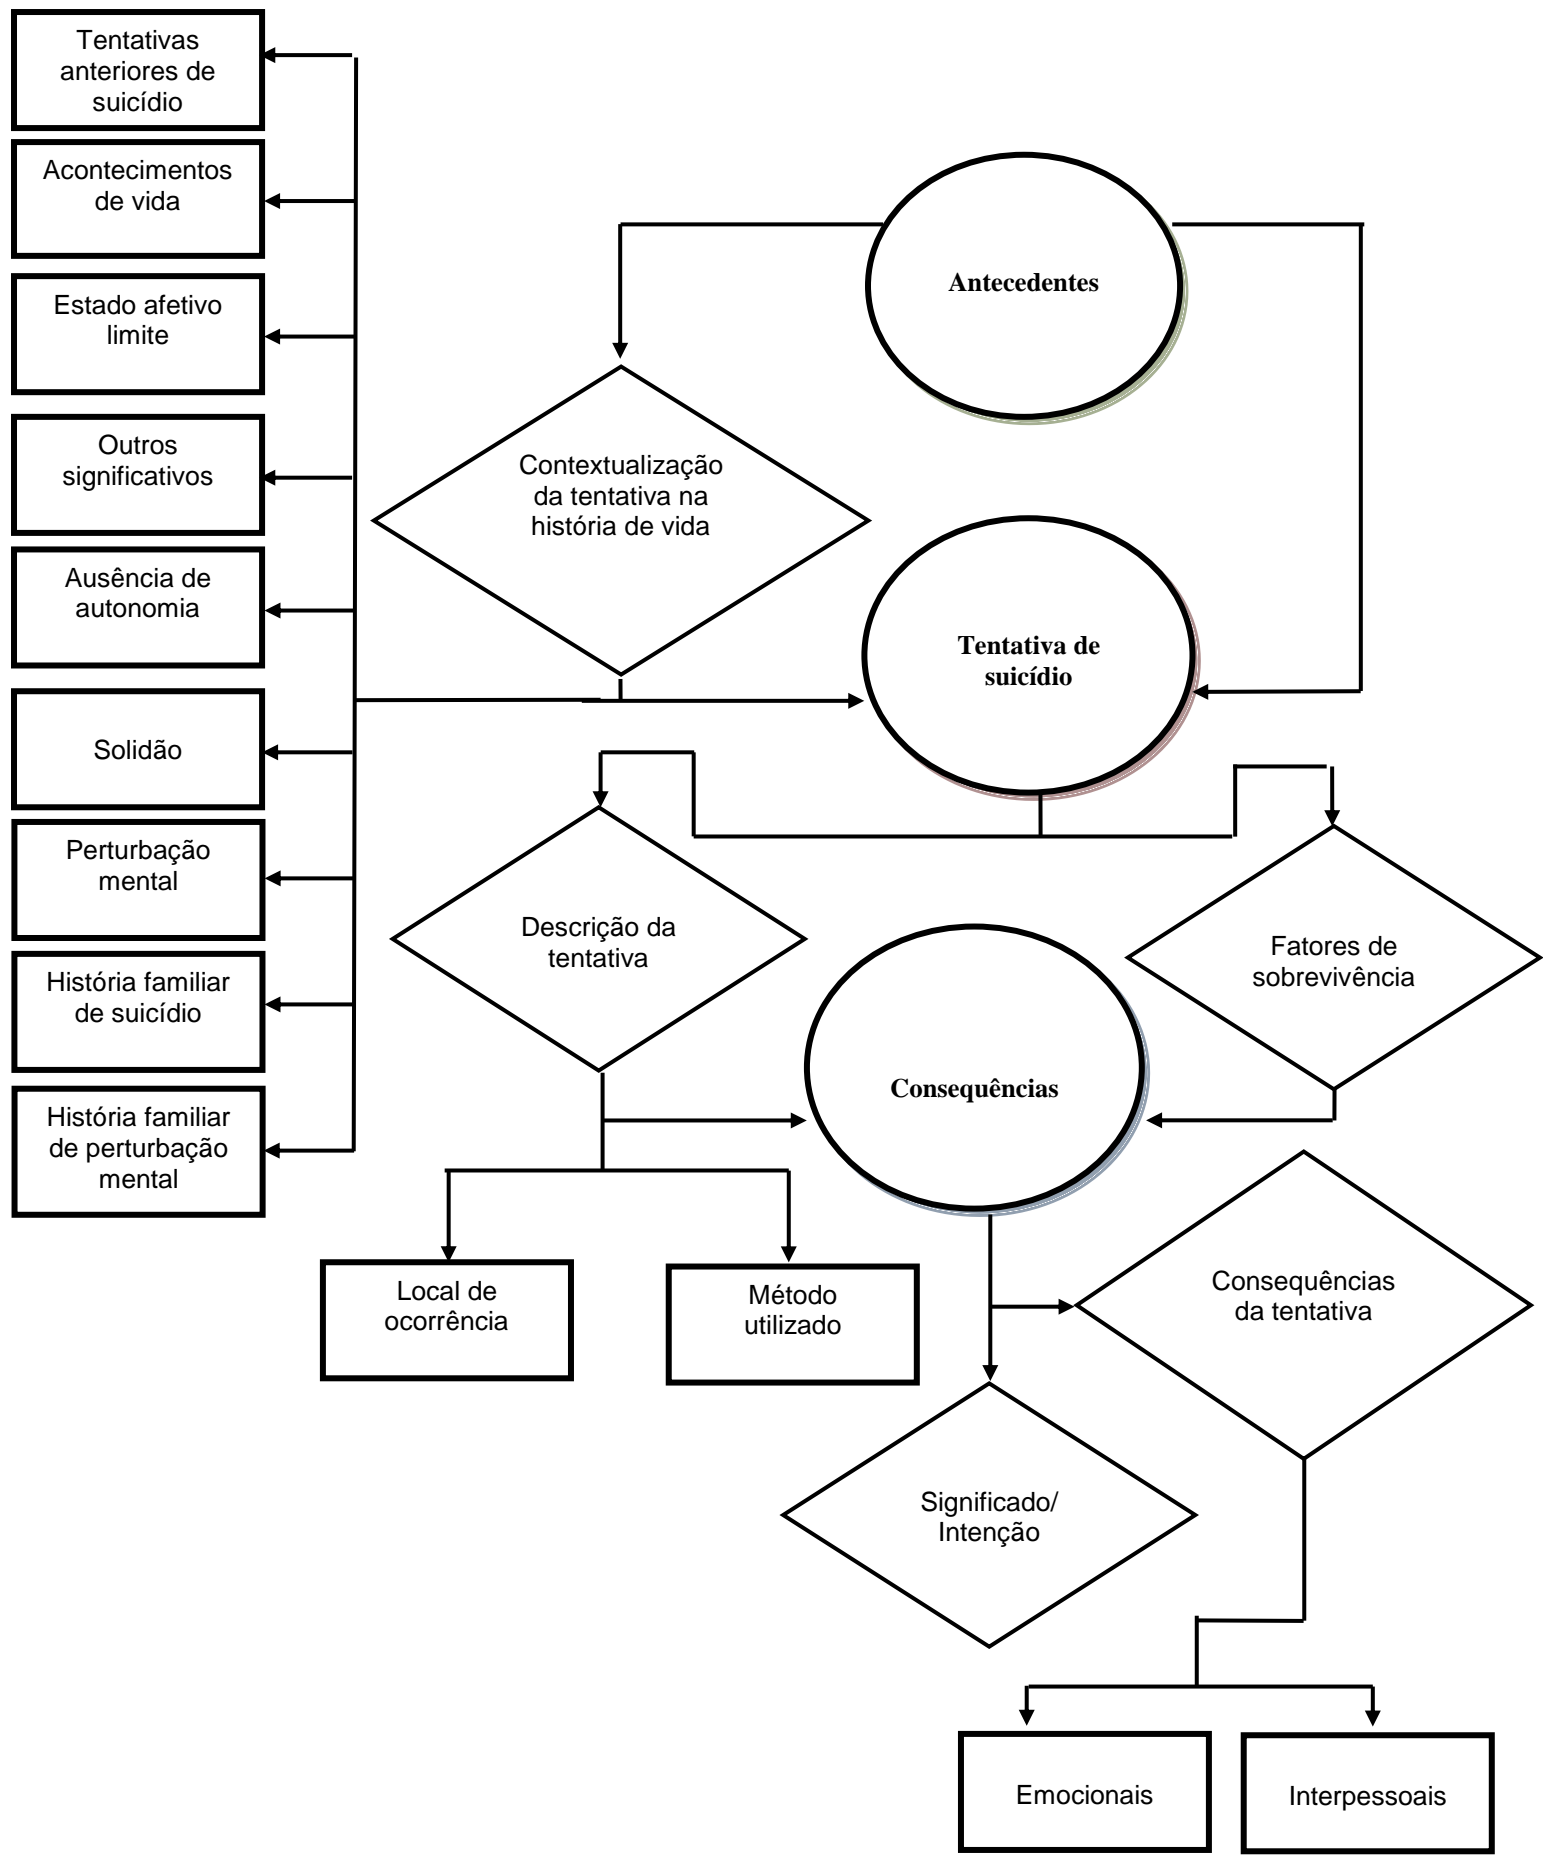 Tentativas
anteriores de
suicídio
Acontecimentos
de vida
Estado afetivo
limite
Outros
significativos
Ausência de
autonomia
Solidão
Perturbação
mental
História familiar
de suicídio
História familiar
de perturbação
mental
Antecedentes
Contextualização
da tentativa na
história de vida
Tentativa de
suicídio
Descrição da
tentativa
Fatores de
sobrevivência
Consequências
Local de
ocorrência
Método
utilizado
Consequências
da tentativa
Significado/
Intenção
Emocionais
Interpessoais